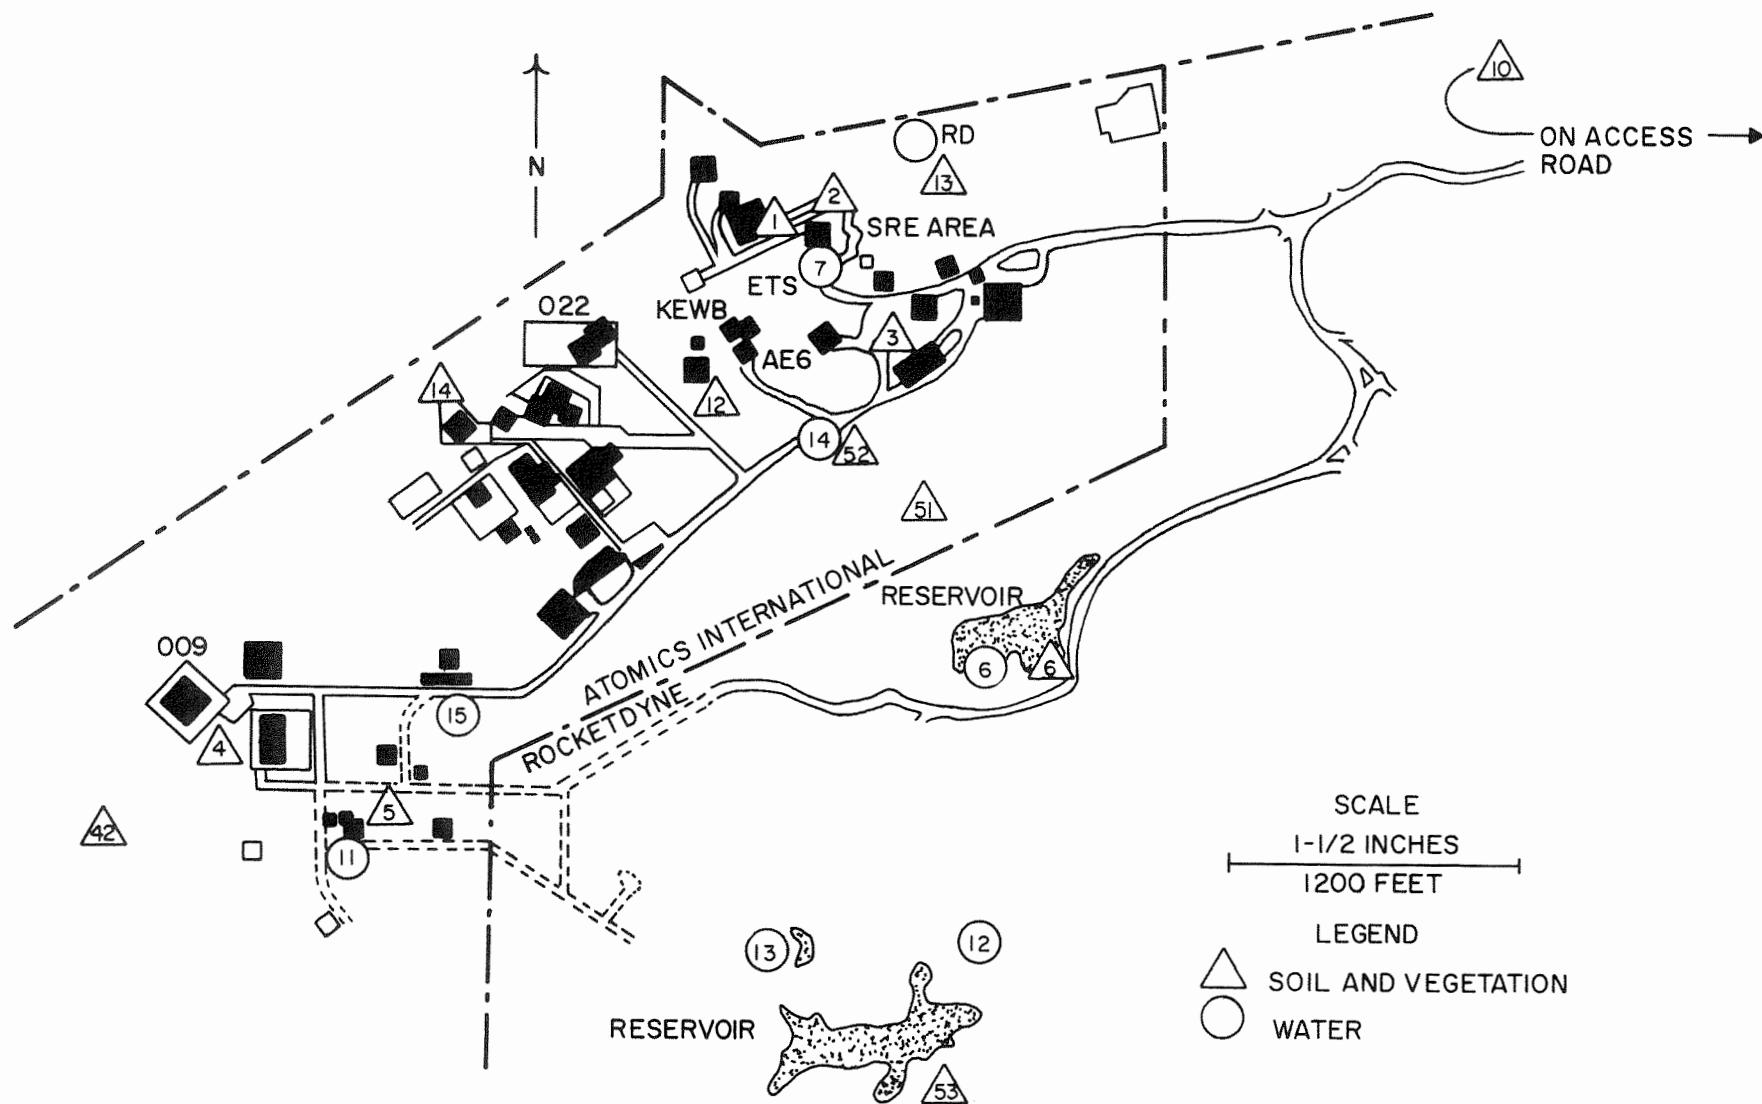 10
ON ACCESS
ROAD
N
RD
13
2
1
SRE AREA
7
ETS
022
KEWB
3
AE6
14
12
14
52
51
ATOMICS INTERNATIONAL
ROCKETDYNE
RESERVOIR
6
6
009
15
4
5
42
11
SCALE
1-1/2 INCHES
1200 FEET
LEGEND
SOIL AND VEGETATION
WATER
13
12
RESERVOIR
53